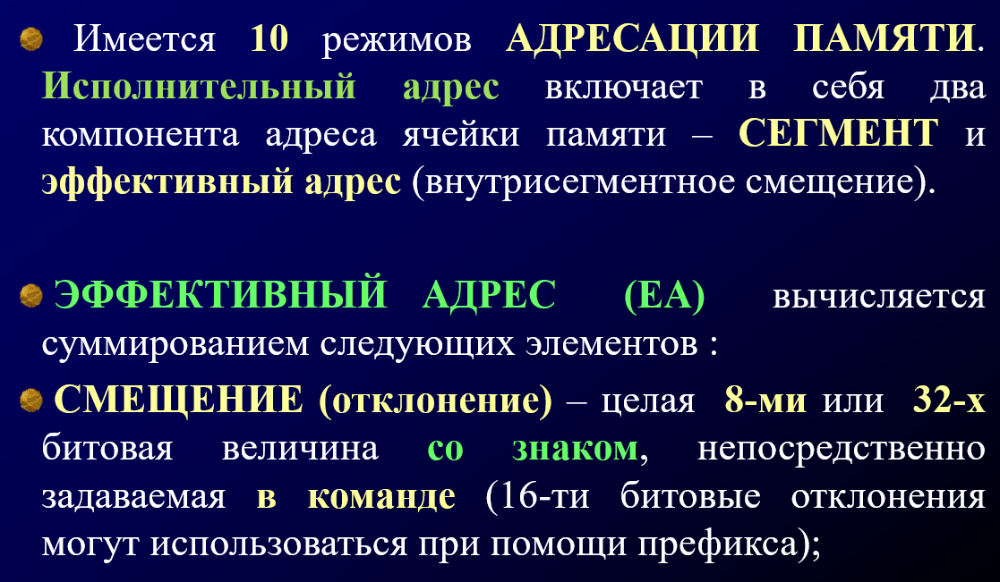 Имеется 10 режимов АДРЕСАЦИИ ПАМЯТИ.
Исполнительный адрес включает в себя два
компонента адреса ячейки памяти – СЕГМЕНТ и
эффективный адрес (внутрисегментное смещение).
ЭФФЕКТИВНЫЙ АДРЕС (EA) вычисляется
суммированием следующих элементов :
СМЕЩЕНИЕ (отклонение) – целая 8-ми или 32-х
битовая величина со знаком, непосредственно
задаваемая в команде (16-ти битовые отклонения
могут использоваться при помощи префикса);